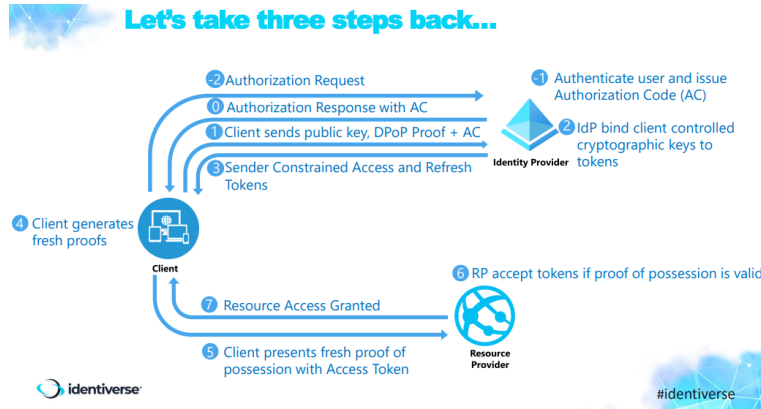 Let's take three steps back...
-2 Authorization Request
-1 Authenticate user and issue
Authorization Code (AC)
0 Authorization Response with AC
1 Client sends public key, DPoP Proof + AC
2 IdP bind client controlled
cryptographic keys to
tokens
Identity Provider
3 Sender Constrained Access and Refresh
Tokens
4 Client generates
fresh proofs
Client
6 RP accept tokens if proof of possession is valid
7 Resource Access Granted
5 Client presents fresh proof of
possession with Access Token
Resource
Provider
identiverse
#identiverse